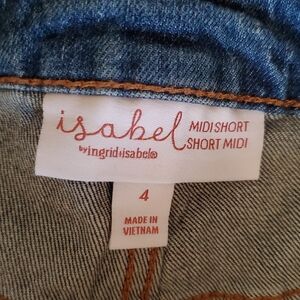 isabel MIDI SHORT
SHORT MIDI
by ingrid+isabel®
4
MADE IN
VIETNAM